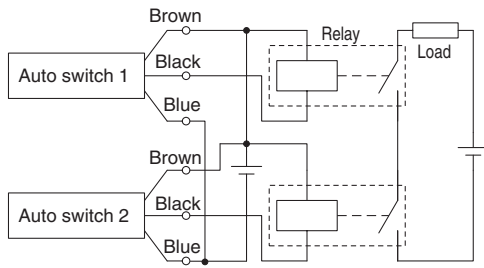 Brown
Relay
Load
Black
Auto switch 1
Blue
Brown
Black
Auto switch 2
Blue